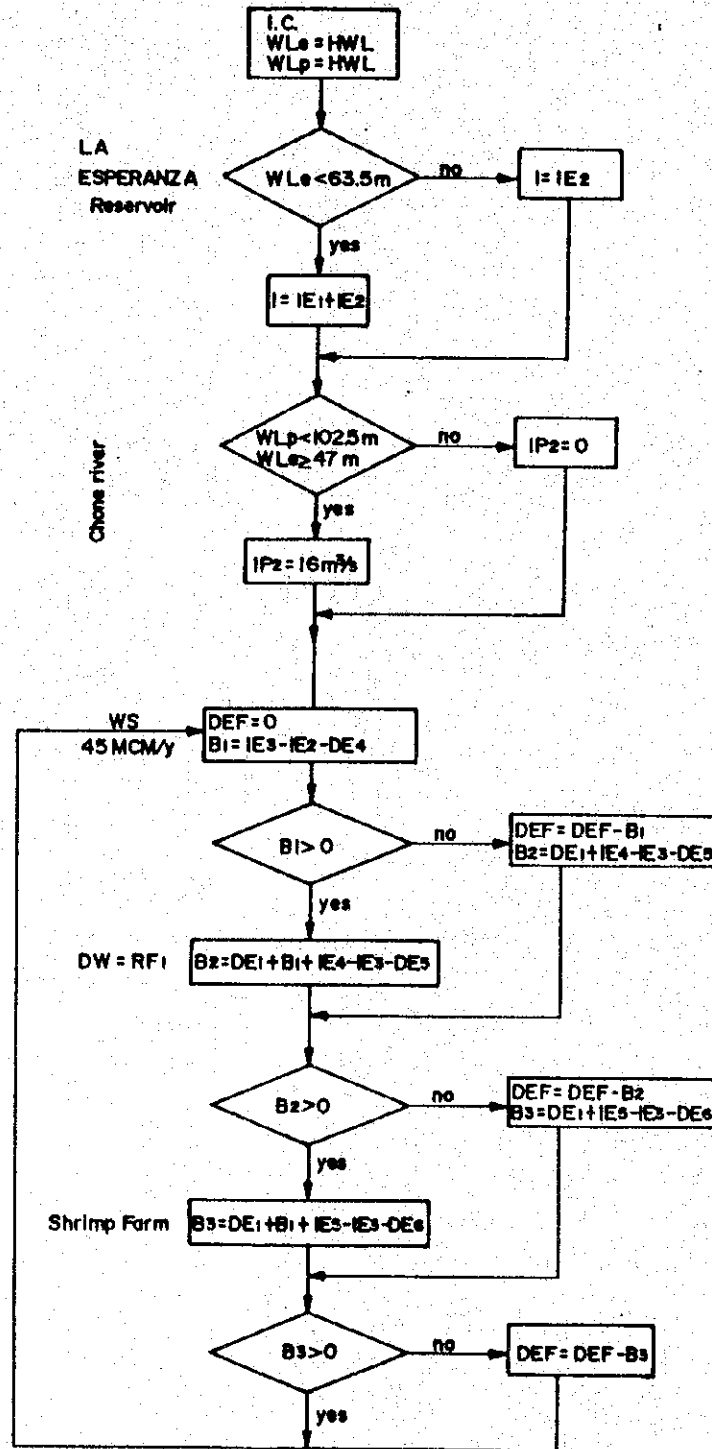 I.C.
WLe = HWL
WLp = HWL
LA
ESPERANZA
Reservoir
WLe<63.5m
no
I= IE2
yes
I= IE1+IE2
Chone river
WLp<102.5m
WLe≥47 m
no
IP2= 0
yes
IP2= 16m³/s
WS
45 MCM/y
DEF=0
B1= IE3-IE2-DE4
B1> 0
no
DEF= DEF-B1
B2=DE1+IE4-IE3-DE5
yes
DW = RF1
B2=DE1+B1+IE4-IE3-DE5
B2>0
no
DEF= DEF-B2
B3=DE1+IE5-IE3-DE6
yes
Shrimp Farm
B3=DE1+B1+ IE5-IE3-DE6
B3>0
no
DEF= DEF-B3
yes